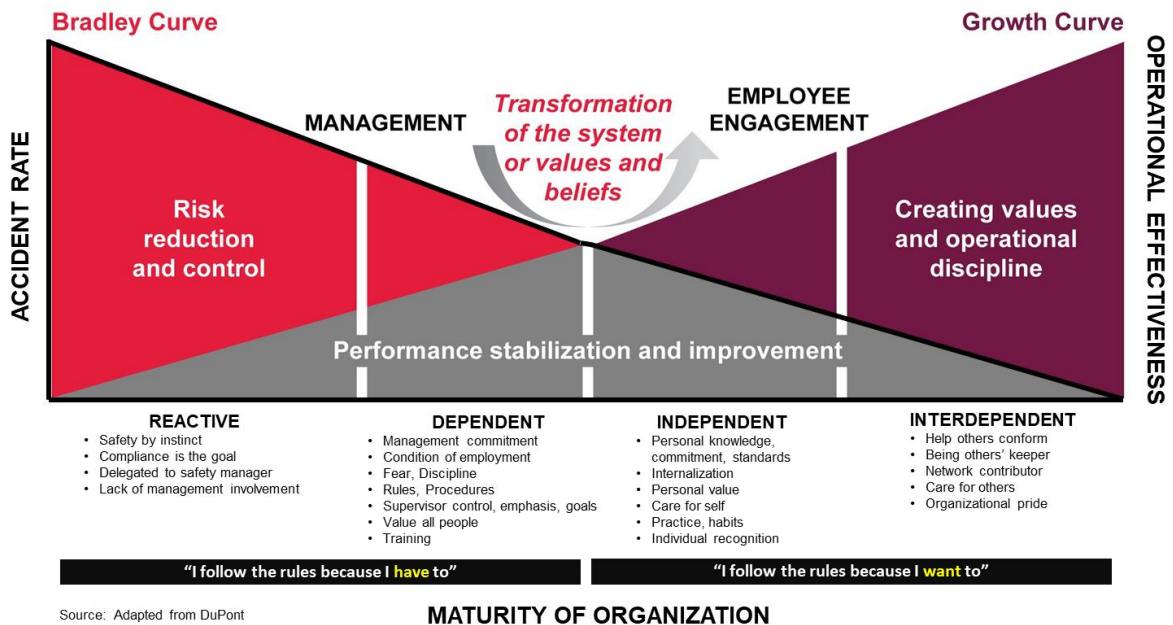 Bradley Curve
Growth Curve
ACCIDENT RATE
OPERATIONAL EFFECTIVENESS
MANAGEMENT
Transformation
of the system
or values and
beliefs
EMPLOYEE
ENGAGEMENT
Risk
reduction
and control
Creating values
and operational
discipline
Performance stabilization and improvement
REACTIVE
• Safety by instinct
• Compliance is the goal
• Delegated to safety manager
• Lack of management involvement
DEPENDENT
• Management commitment
• Condition of employment
• Fear, Discipline
• Rules, Procedures
• Supervisor control, emphasis, goals
• Value all people
• Training
INDEPENDENT
• Personal knowledge,
commitment, standards
• Internalization
• Personal value
• Care for self
• Practice, habits
• Individual recognition
INTERDEPENDENT
• Help others conform
• Being others’ keeper
• Network contributor
• Care for others
• Organizational pride
“I follow the rules because I have to”
“I follow the rules because I want to”
Source: Adapted from DuPont
MATURITY OF ORGANIZATION